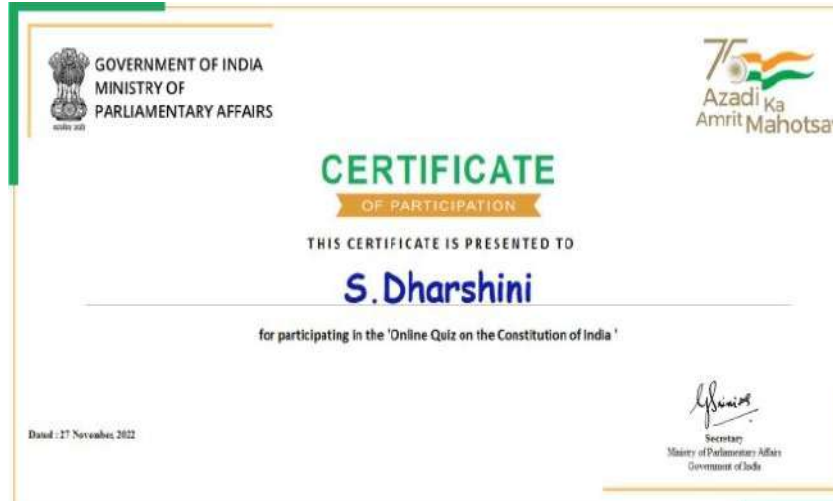 GOVERNMENT OF INDIA
MINISTRY OF
PARLIAMENTARY AFFAIRS
75
Azadi Ka
Amrit Mahotsav
CERTIFICATE
OF PARTICIPATION
THIS CERTIFICATE IS PRESENTED TO
S.Dharshini
for participating in the 'Online Quiz on the Constitution of India '
Dated : 27 November, 2022
Secretary
Ministry of Parliamentary Affairs
Government of India